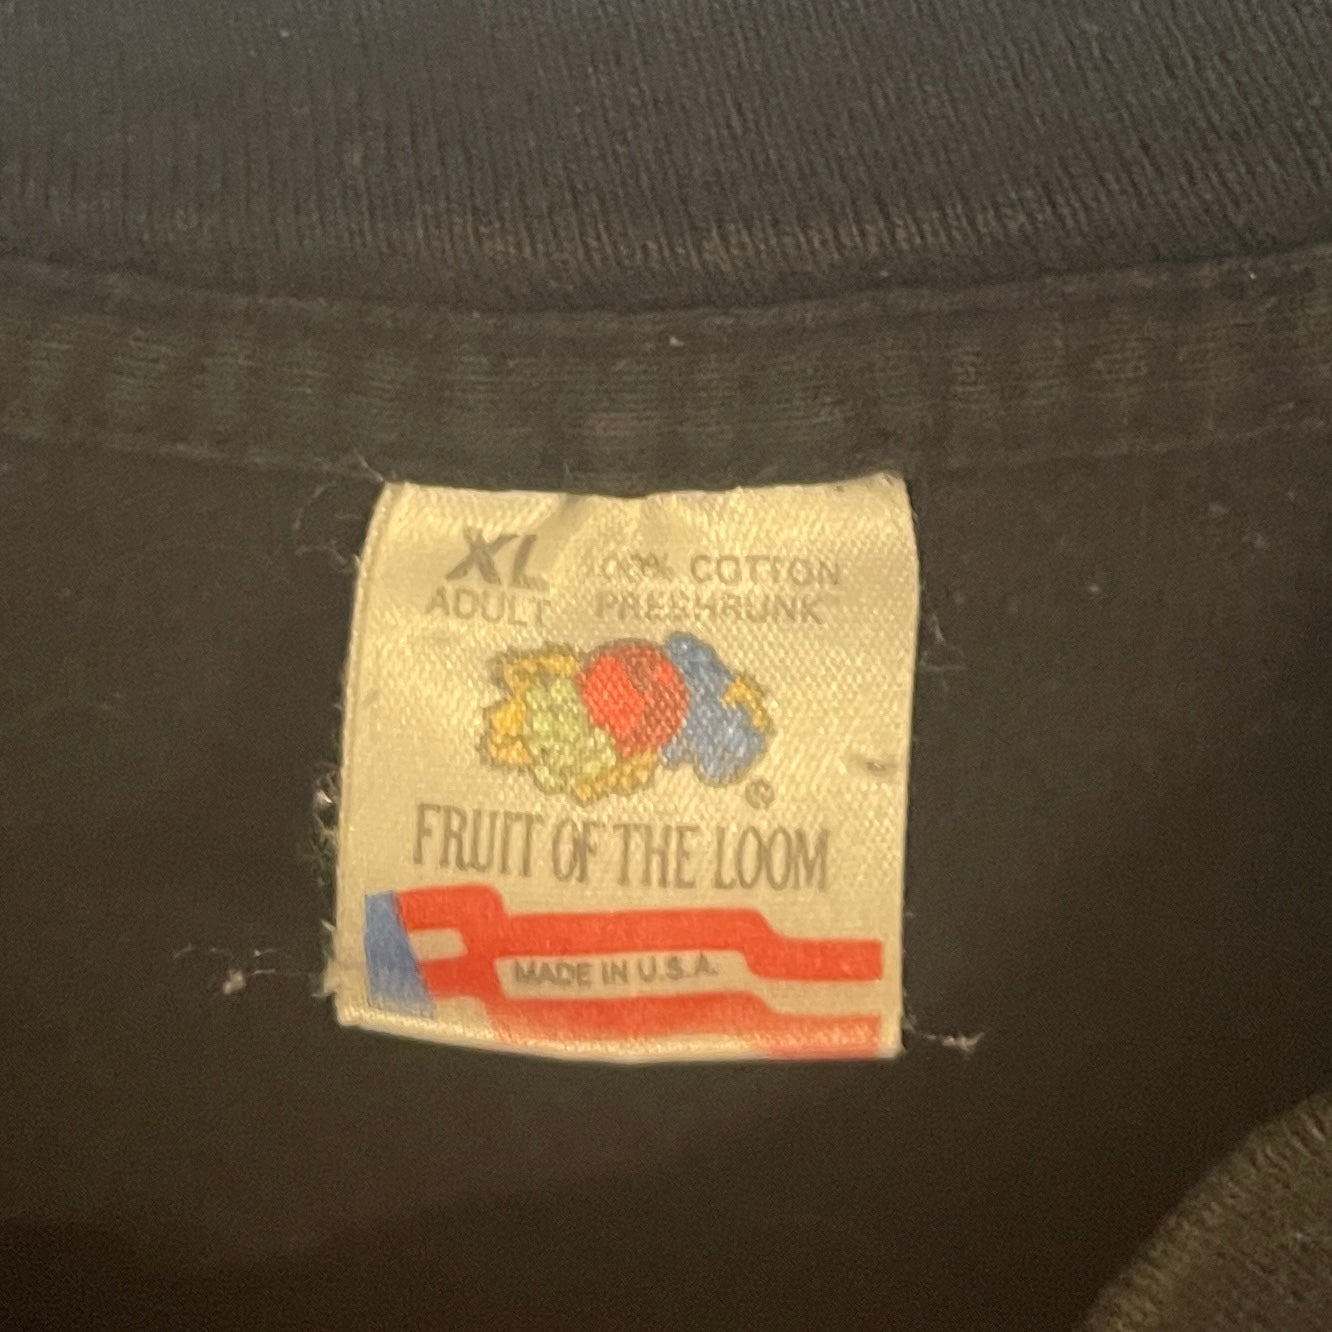 XL 100% COTTON
ADULT PRESHRUNK
®
FRUIT OF THE LOOM
MADE IN U.S.A.